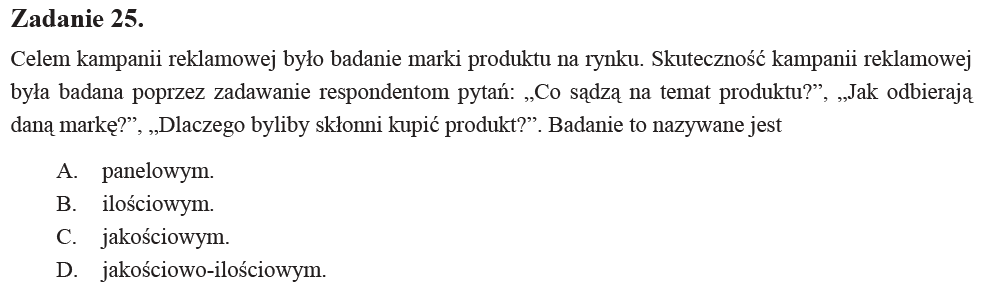 Zadanie 25.
Celem kampanii reklamowej było badanie marki produktu na rynku. Skuteczność kampanii reklamowej
była badana poprzez zadawanie respondentom pytań: „Co sądzą na temat produktu?”, „Jak odbierają
daną markę?”, „Dlaczego byliby skłonni kupić produkt?”. Badanie to nazywane jest
A. panelowym.
B. ilościowym.
C. jakościowym.
D. jakościowo-ilościowym.